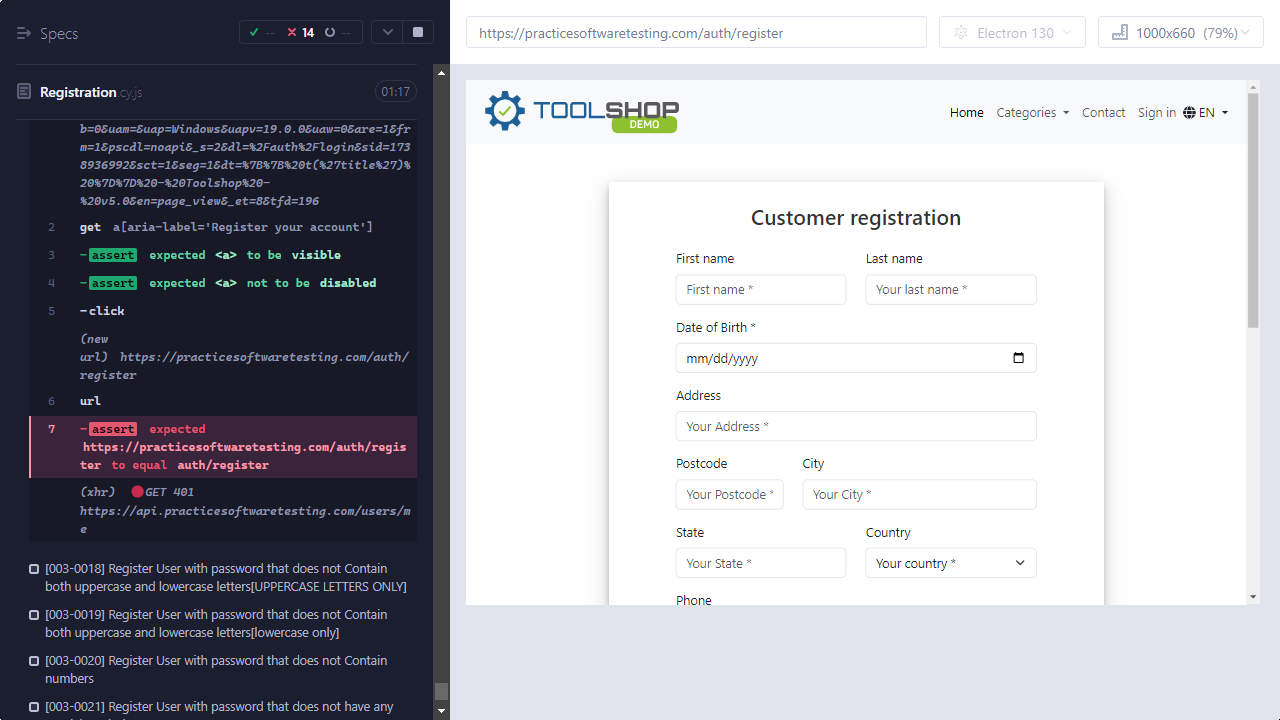 Specs
-- 14 --
https://practicesoftwaretesting.com/auth/register
Electron 130
1000x660 (79%)
Registration.cy.js
01:17
b=0&uam=&uap=Windows&uapv=19.0.0&uaw=0&are=1&fr
m=1&pscdl=noapi&_s=2&dl=%2Fauth%2Flogin&sid=173
8936992&sct=1&seg=1&dt=%7B%7B%20t(%27title%27)%
20%7D%7D%20-%20Toolshop%20-
%20v5.0&en=page_view&_et=8&tfd=196
2 get a[aria-label='Register your account']
3 -assert expected <a> to be visible
4 -assert expected <a> not to be disabled
5 -click
(new
url) https://practicesoftwaretesting.com/auth/
register
6 url
7 -assert expected
https://practicesoftwaretesting.com/auth/regis
ter to equal auth/register
(xhr) GET 401
https://api.practicesoftwaretesting.com/users/m
e
[003-0018] Register User with password that does not Contain
both uppercase and lowercase letters[UPPERCASE LETTERS ONLY]
[003-0019] Register User with password that does not Contain
both uppercase and lowercase letters[lowercase only]
[003-0020] Register User with password that does not Contain
numbers
[003-0021] Register User with password that does not have any
TOOLSHOP
DEMO
Home Categories Contact Sign in EN
Customer registration
First name Last name
First name * Your last name *
Date of Birth *
mm/dd/yyyy
Address
Your Address *
Postcode City
Your Postcode * Your City *
State Country
Your State * Your country *
Phone